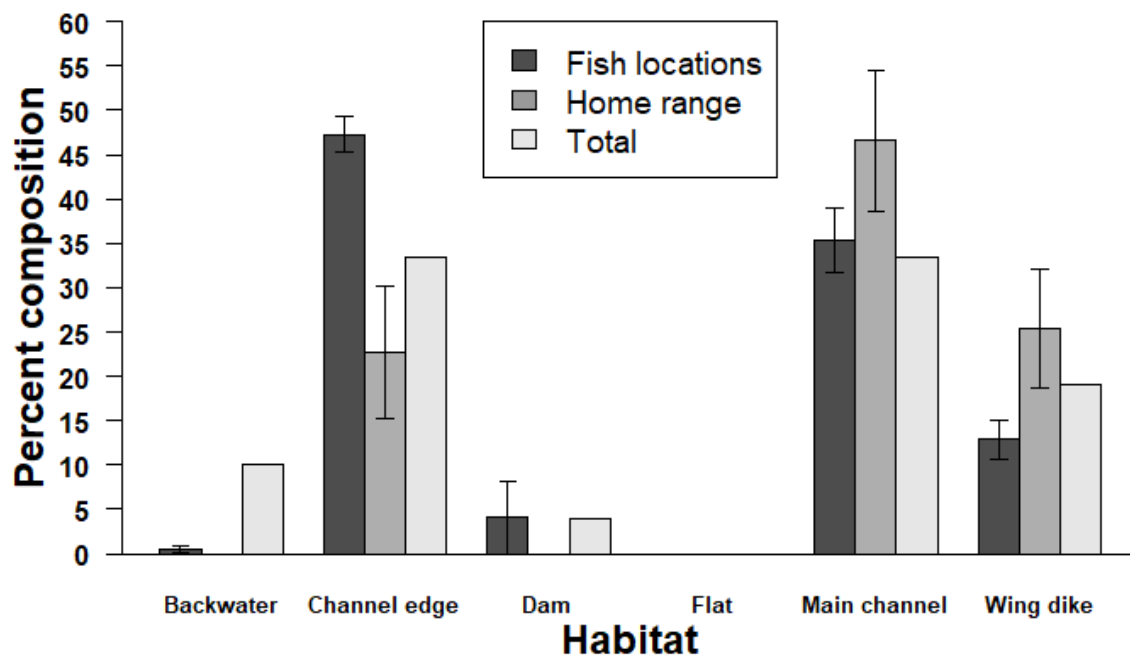 Percent composition
60
55
50
45
40
35
30
25
20
15
10
5
0
Fish locations
Home range
Total
Backwater Channel edge Dam Flat Main channel Wing dike
Habitat